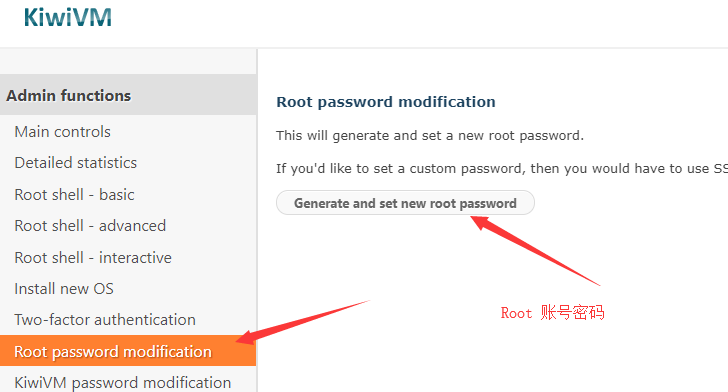 KiwiVM
Admin functions
Main controls
Detailed statistics
Root shell - basic
Root shell - advanced
Root shell - interactive
Install new OS
Two-factor authentication
Root password modification
KiwiVM password modification
Root password modification
This will generate and set a new root password.
If you'd like to set a custom password, then you would have to use SS
Generate and set new root password
Root 账号密码